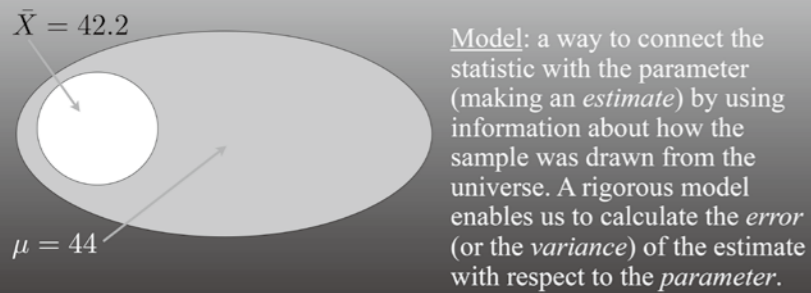 X̄ = 42.2
μ = 44
Model: a way to connect the
statistic with the parameter
(making an estimate) by using
information about how the
sample was drawn from the
universe. A rigorous model
enables us to calculate the error
(or the variance) of the estimate
with respect to the parameter.